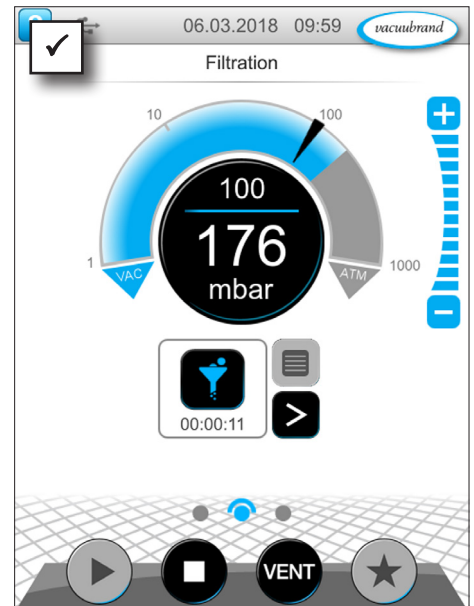 06.03.2018 09:59
vacuubrand
Filtration
10
100
1
1000
VAC
ATM
100
176
mbar
00:00:11
VENT